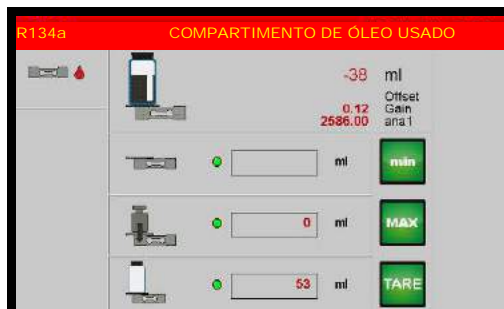 R134a COMPARTIMENTO DE ÓLEO USADO
-38 ml
Offset
0.12 Gain
2586.00 ana1
ml min
0 ml MAX
53 ml TARE